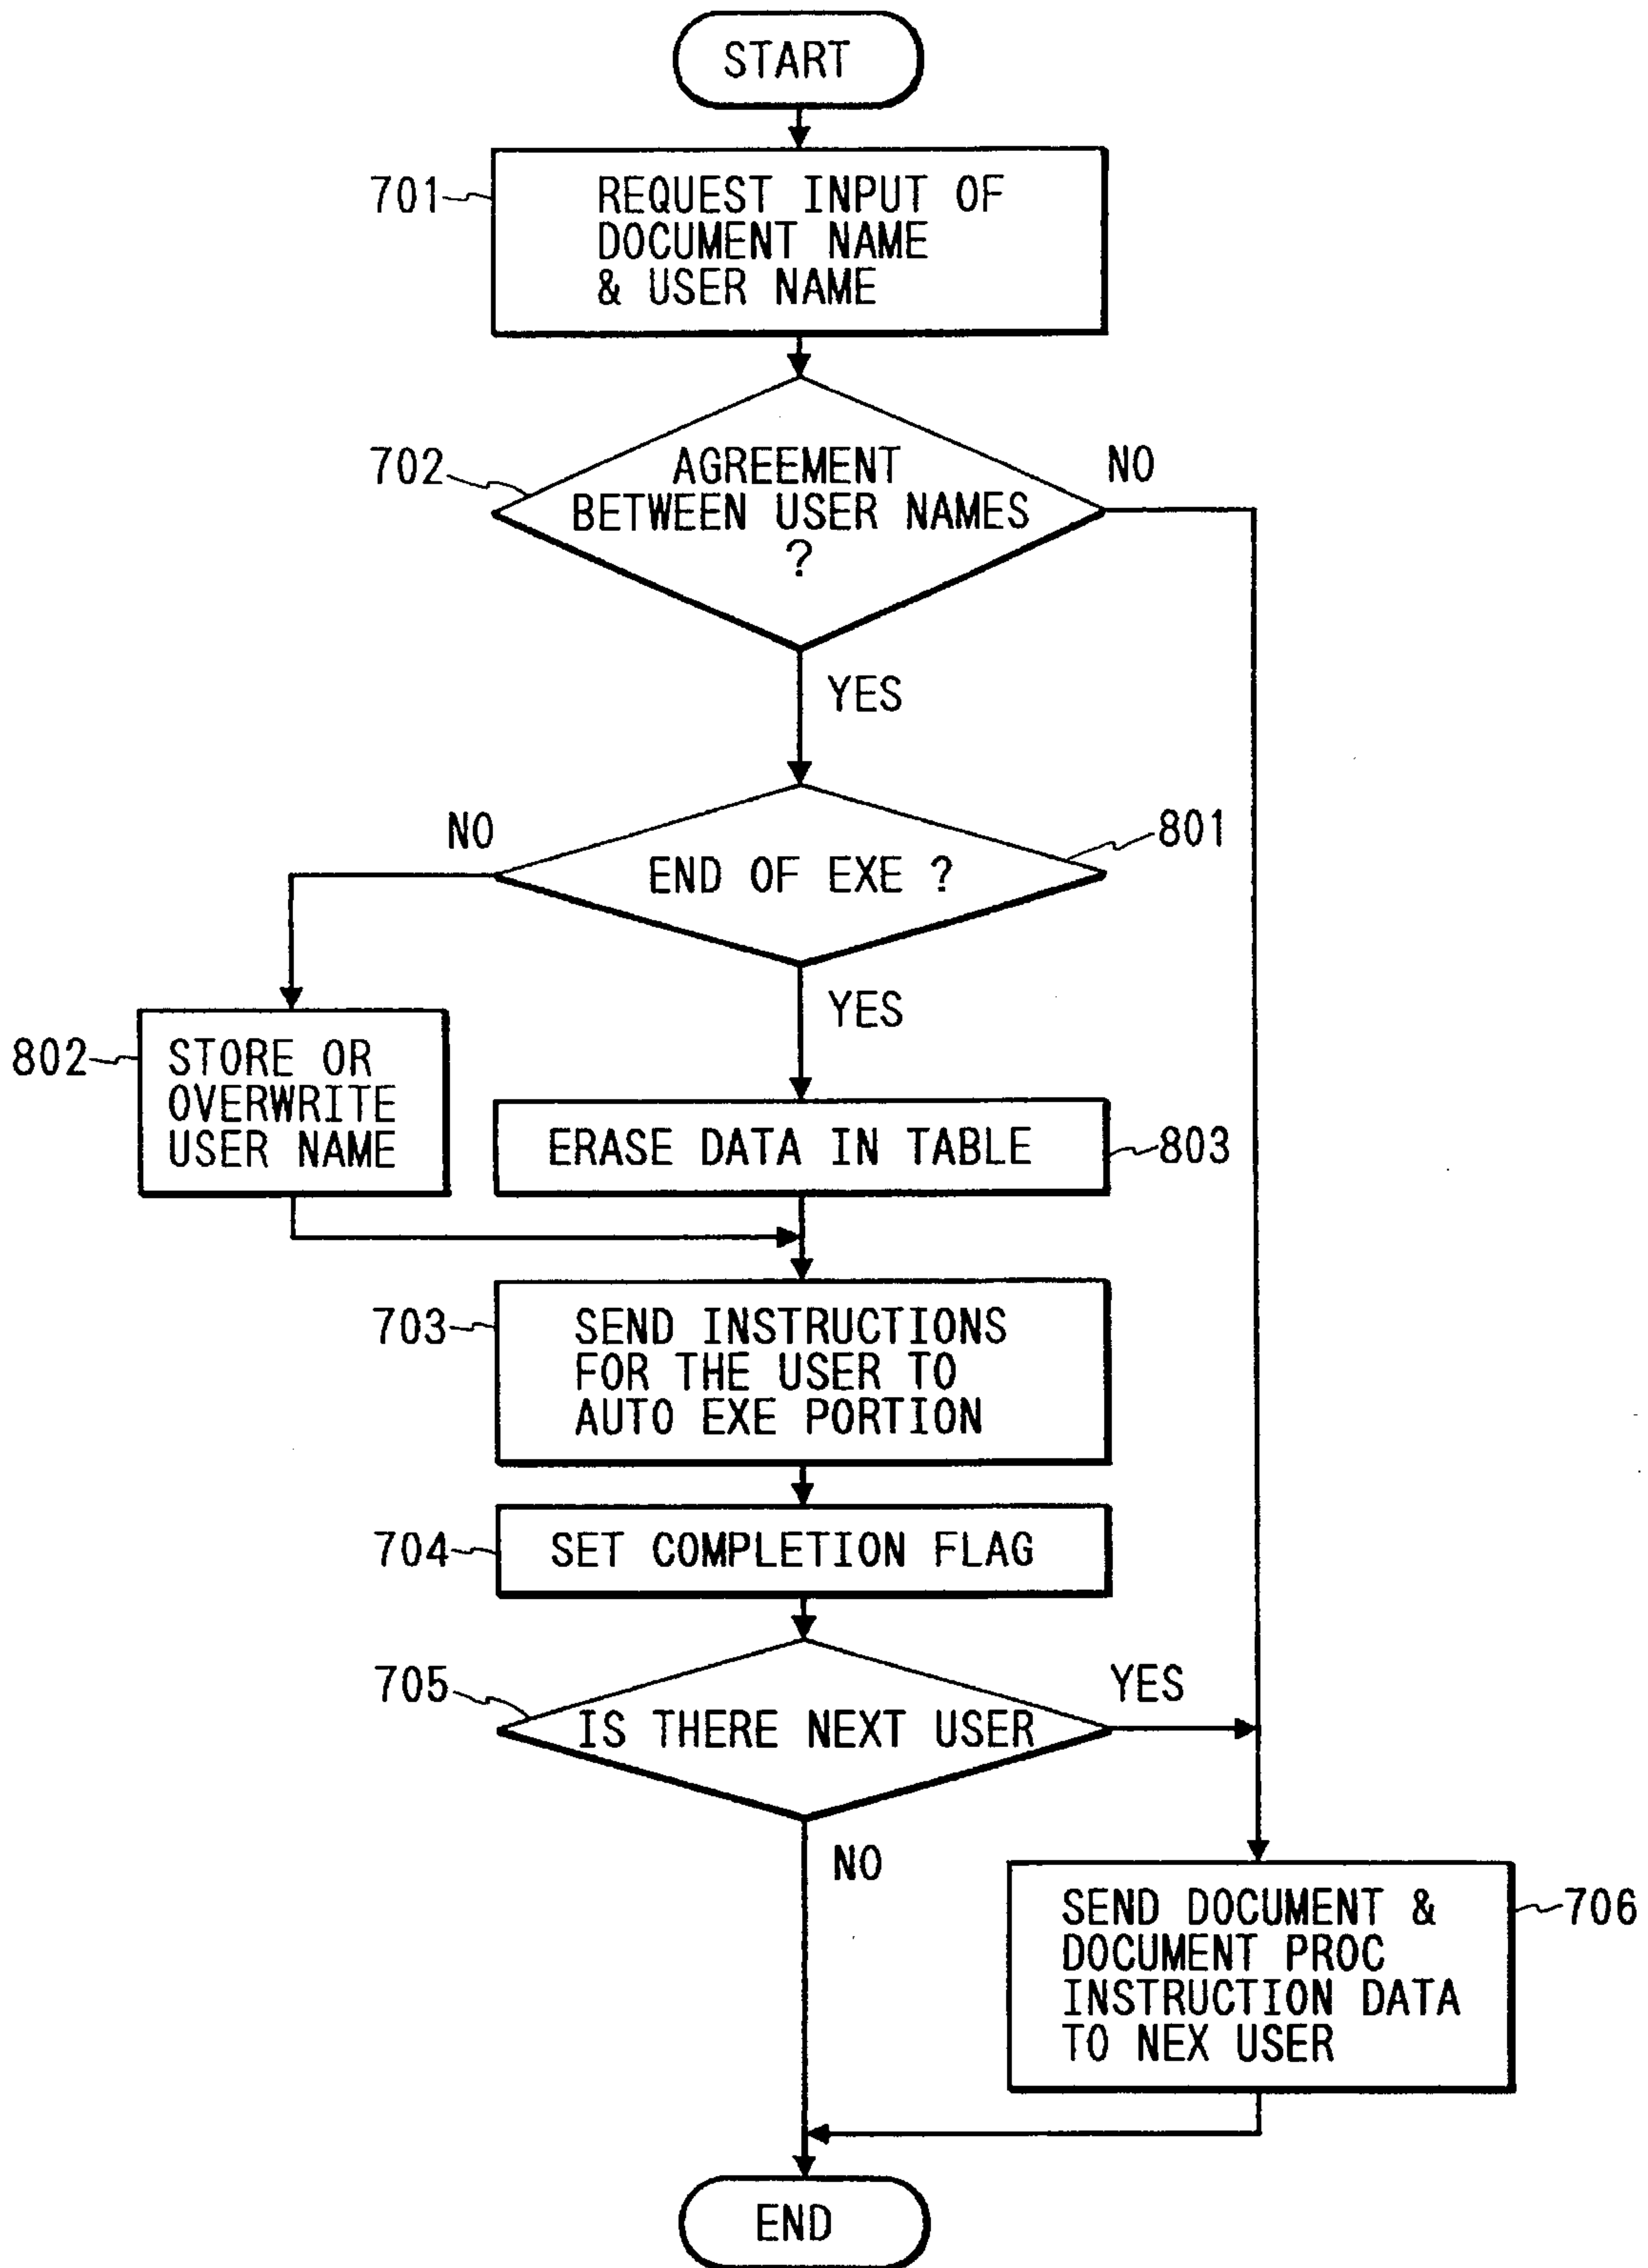 START
701
REQUEST INPUT OF
DOCUMENT NAME
& USER NAME
702
AGREEMENT
BETWEEN USER NAMES
?
NO
YES
NO
801
END OF EXE ?
YES
802
STORE OR
OVERWRITE
USER NAME
ERASE DATA IN TABLE
803
703
SEND INSTRUCTIONS
FOR THE USER TO
AUTO EXE PORTION
704
SET COMPLETION FLAG
705
IS THERE NEXT USER
YES
NO
SEND DOCUMENT &
DOCUMENT PROC
INSTRUCTION DATA
TO NEX USER
706
END